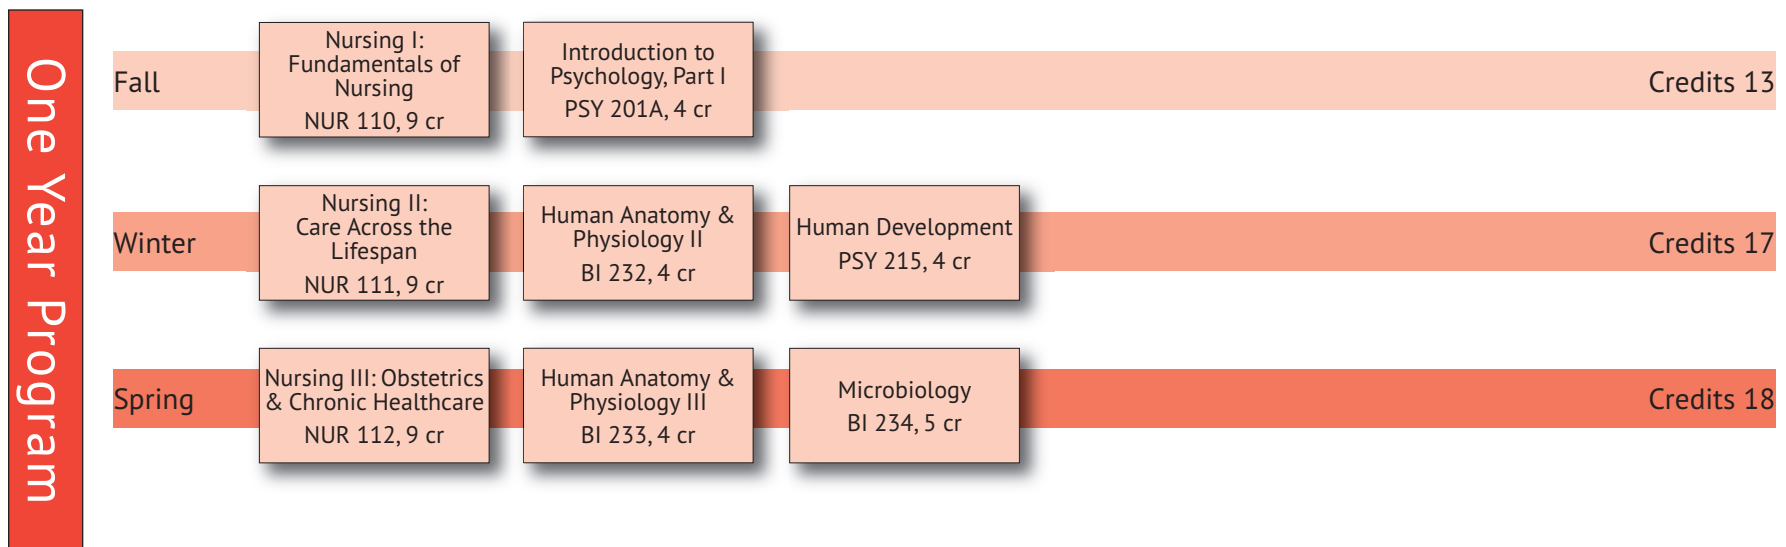 One Year Program
Fall
Nursing I:
Fundamentals of
Nursing
NUR 110, 9 cr
Introduction to
Psychology, Part I
PSY 201A, 4 cr
Credits 13
Winter
Nursing II:
Care Across the
Lifespan
NUR 111, 9 cr
Human Anatomy &
Physiology II
BI 232, 4 cr
Human Development
PSY 215, 4 cr
Credits 17
Spring
Nursing III: Obstetrics
& Chronic Healthcare
NUR 112, 9 cr
Human Anatomy &
Physiology III
BI 233, 4 cr
Microbiology
BI 234, 5 cr
Credits 18